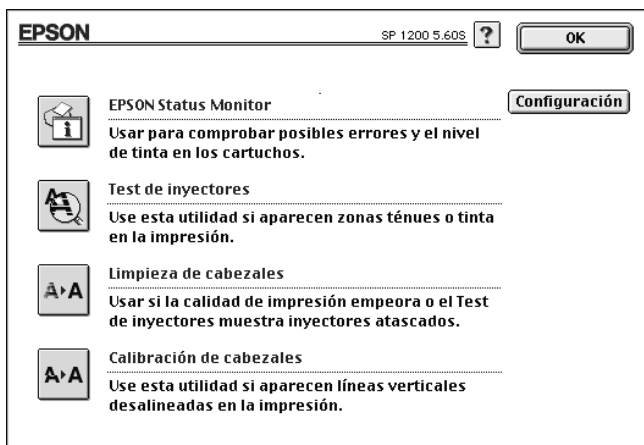 EPSON
SP 1200 5.60S
?
OK
Configuración
EPSON Status Monitor
Usar para comprobar posibles errores y el nivel
de tinta en los cartuchos.
Test de inyectores
Use esta utilidad si aparecen zonas ténues o tinta
en la impresión.
Limpieza de cabezales
Usar si la calidad de impresión empeora o el Test
de inyectores muestra inyectores atascados.
Calibración de cabezales
Use esta utilidad si aparecen líneas verticales
desalineadas en la impresión.